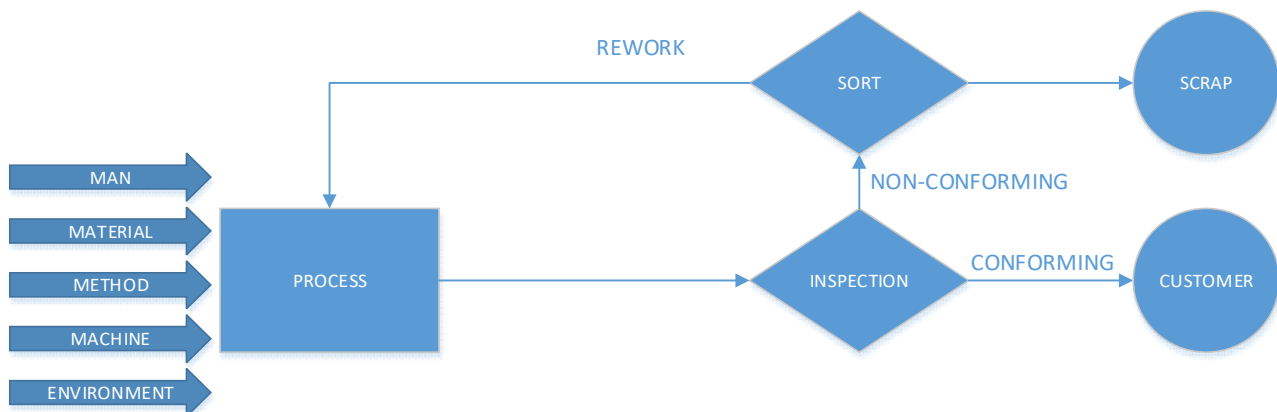 REWORK
SORT
SCRAP
MAN
NON-CONFORMING
MATERIAL
CONFORMING
METHOD
PROCESS
INSPECTION
CUSTOMER
MACHINE
ENVIRONMENT